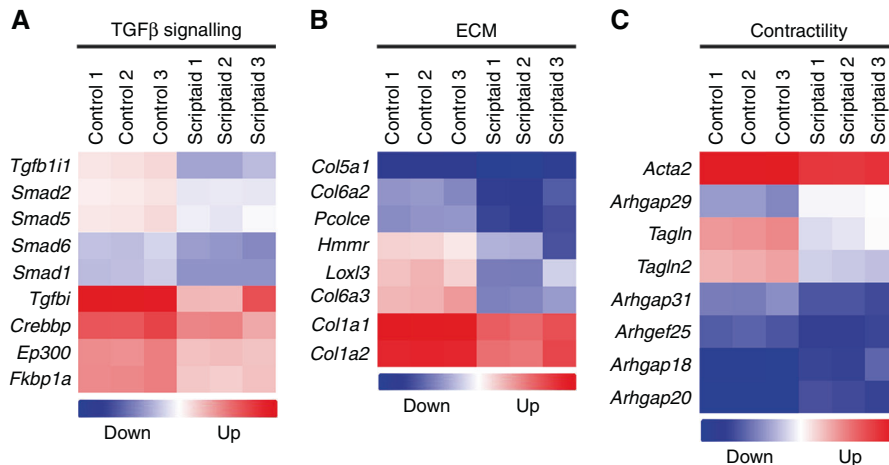 A
TGFβ signalling
Control 1
Control 2
Control 3
Scriptaid 1
Scriptaid 2
Scriptaid 3
Tgfb1i1
Smad2
Smad5
Smad6
Smad1
Tgfbi
Crebbp
Ep300
Fkbp1a
Down Up
B
ECM
Control 1
Control 2
Control 3
Scriptaid 1
Scriptaid 2
Scriptaid 3
Col5a1
Col6a2
Pcolce
Hmmr
Loxl3
Col6a3
Col1a1
Col1a2
Down Up
C
Contractility
Control 1
Control 2
Control 3
Scriptaid 1
Scriptaid 2
Scriptaid 3
Acta2
Arhgap29
Tagln
Tagln2
Arhgap31
Arhgef25
Arhgap18
Arhgap20
Down Up